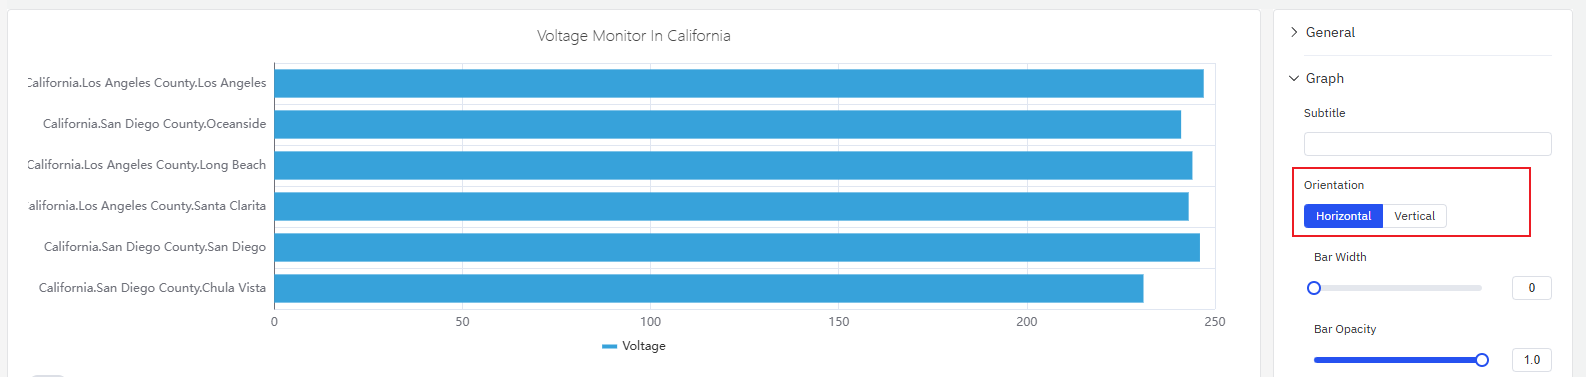 Voltage Monitor In California
California.Los Angeles County.Los Angeles
California.San Diego County.Oceanside
California.Los Angeles County.Long Beach
alifornia.Los Angeles County.Santa Clarita
California.San Diego County.San Diego
California.San Diego County.Chula Vista
0 50 100 150 200 250
Voltage
General
Graph
Subtitle
Orientation
Horizontal Vertical
Bar Width
0
Bar Opacity
1.0